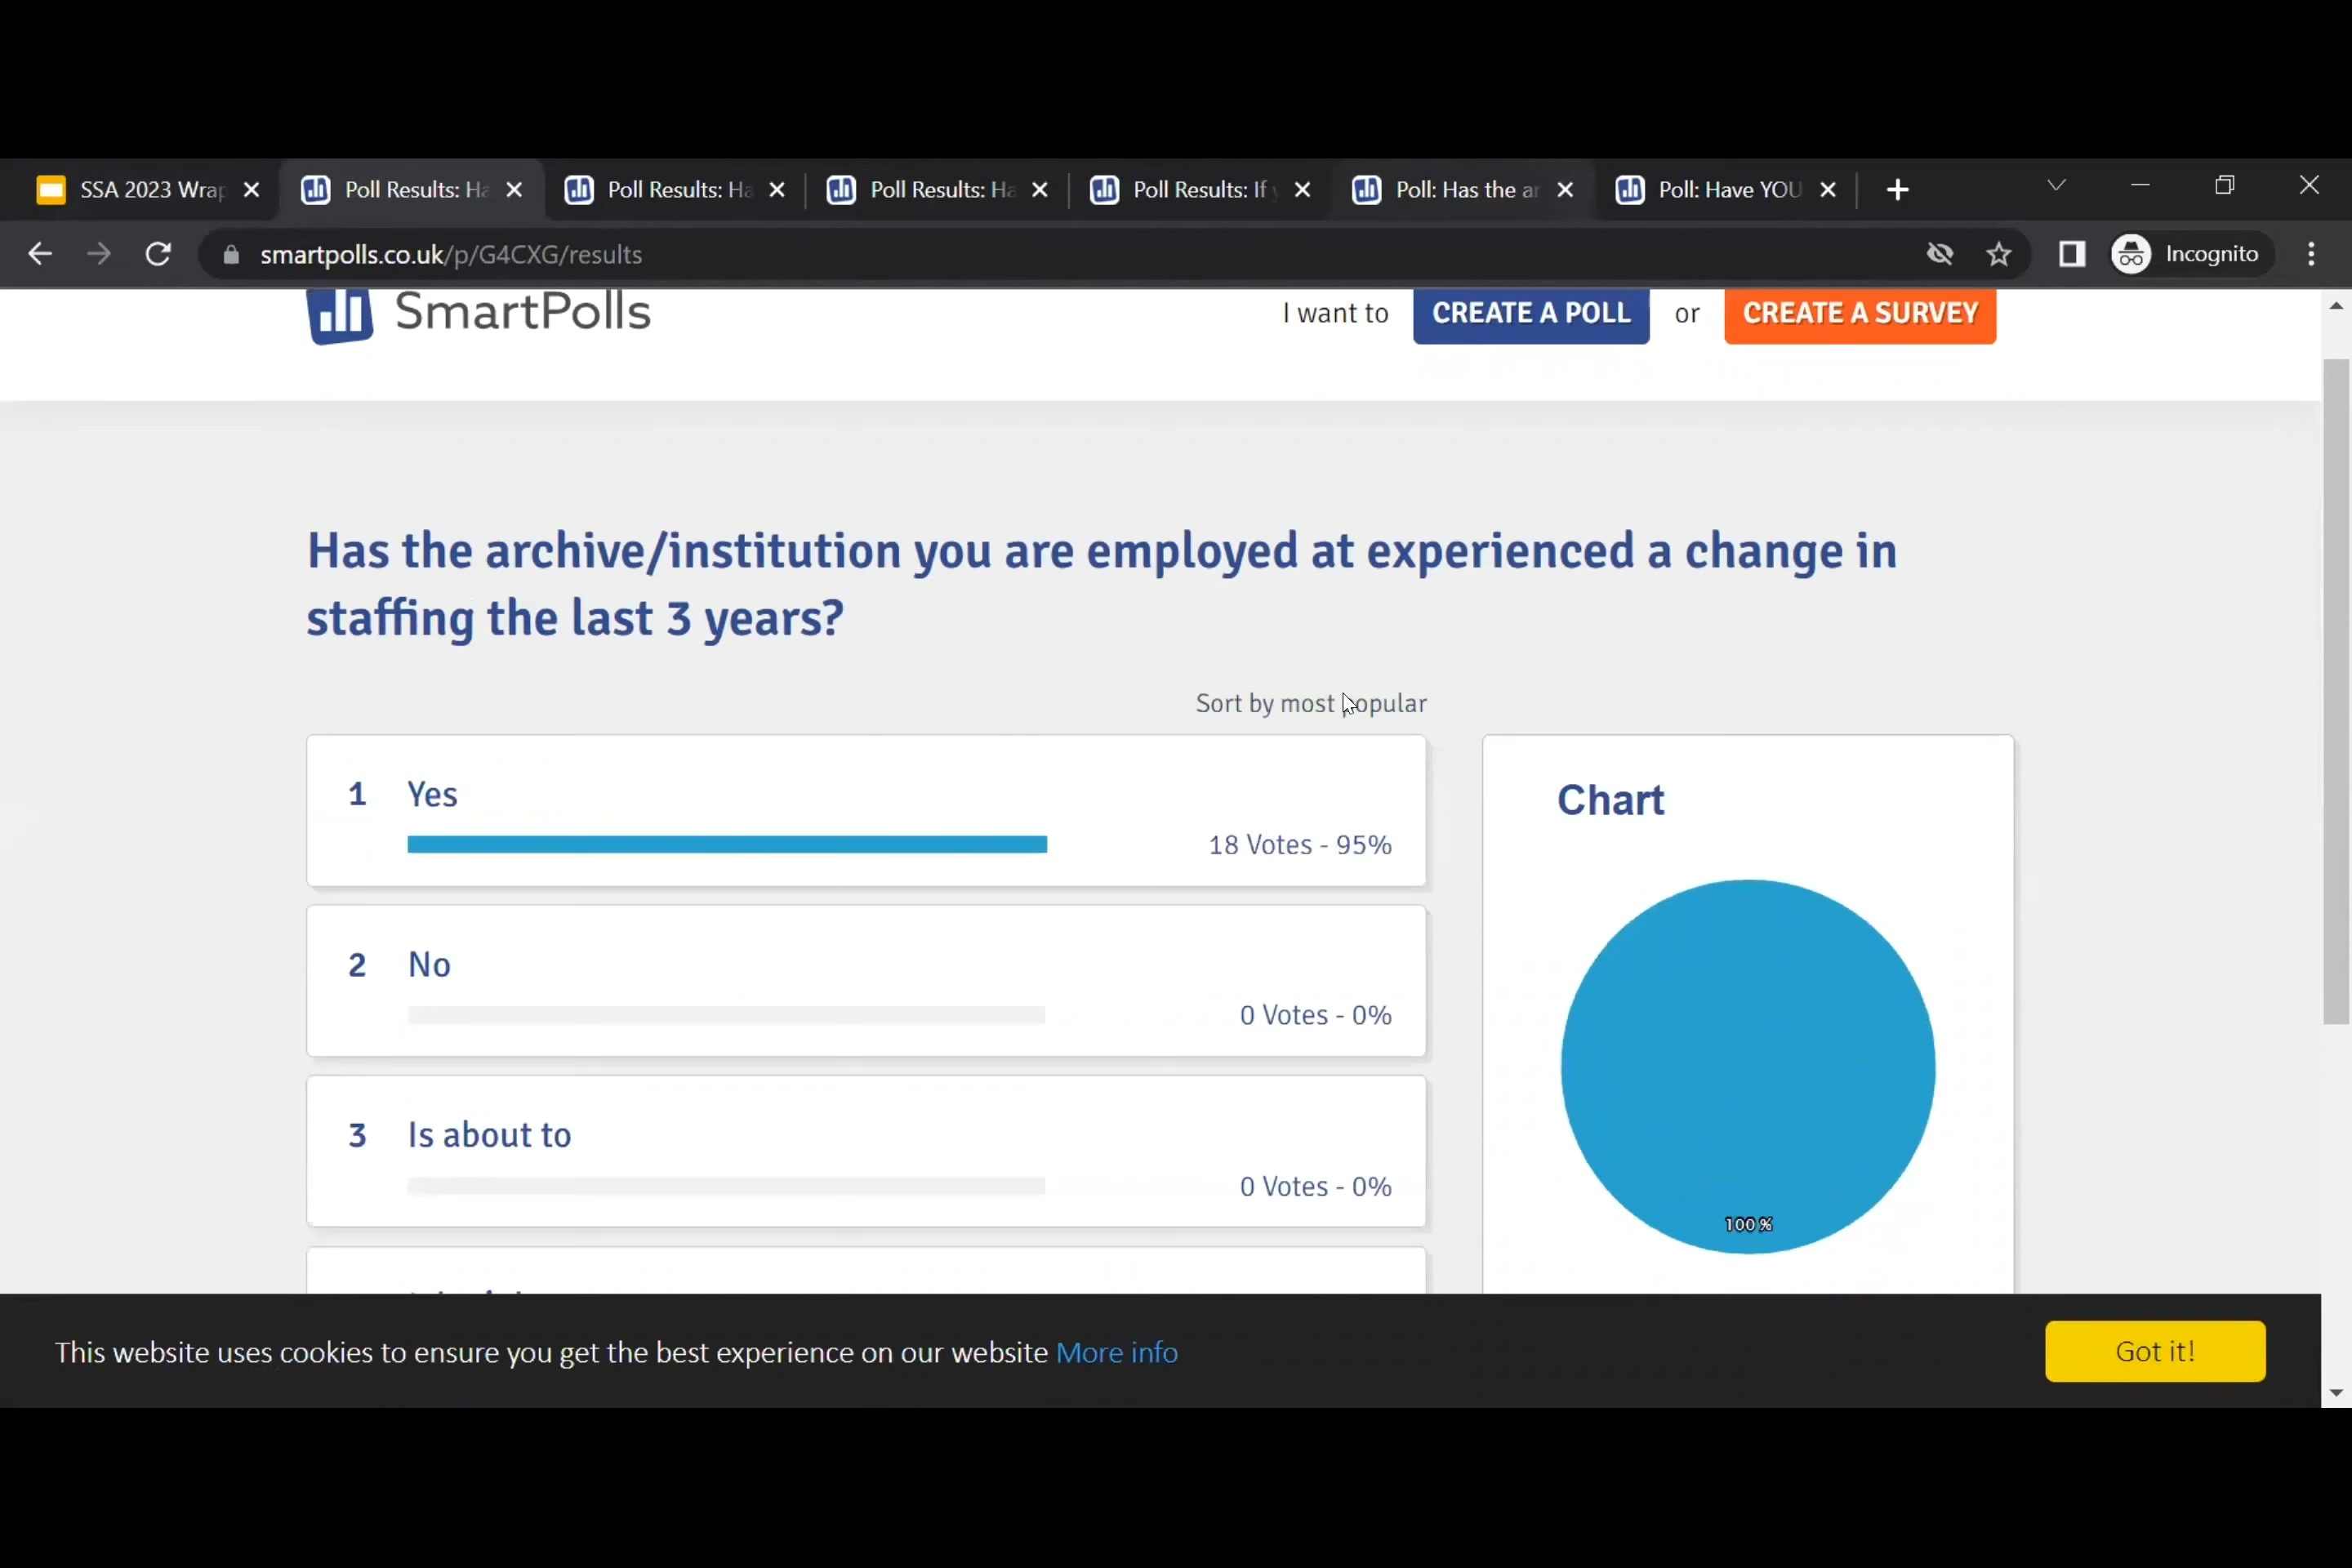 SSA 2023 Wrap
Poll Results: Ha
Poll Results: Ha
Poll Results: Ha
Poll Results: If
Poll: Has the ar
Poll: Have YOU
smartpolls.co.uk/p/G4CXG/results
Incognito
SmartPolls
I want to CREATE A POLL or CREATE A SURVEY
Has the archive/institution you are employed at experienced a change in
staffing the last 3 years?
Sort by most popular
1 Yes
18 Votes - 95%
2 No
0 Votes - 0%
3 Is about to
0 Votes - 0%
Chart
100 %
This website uses cookies to ensure you get the best experience on our website More info
Got it!